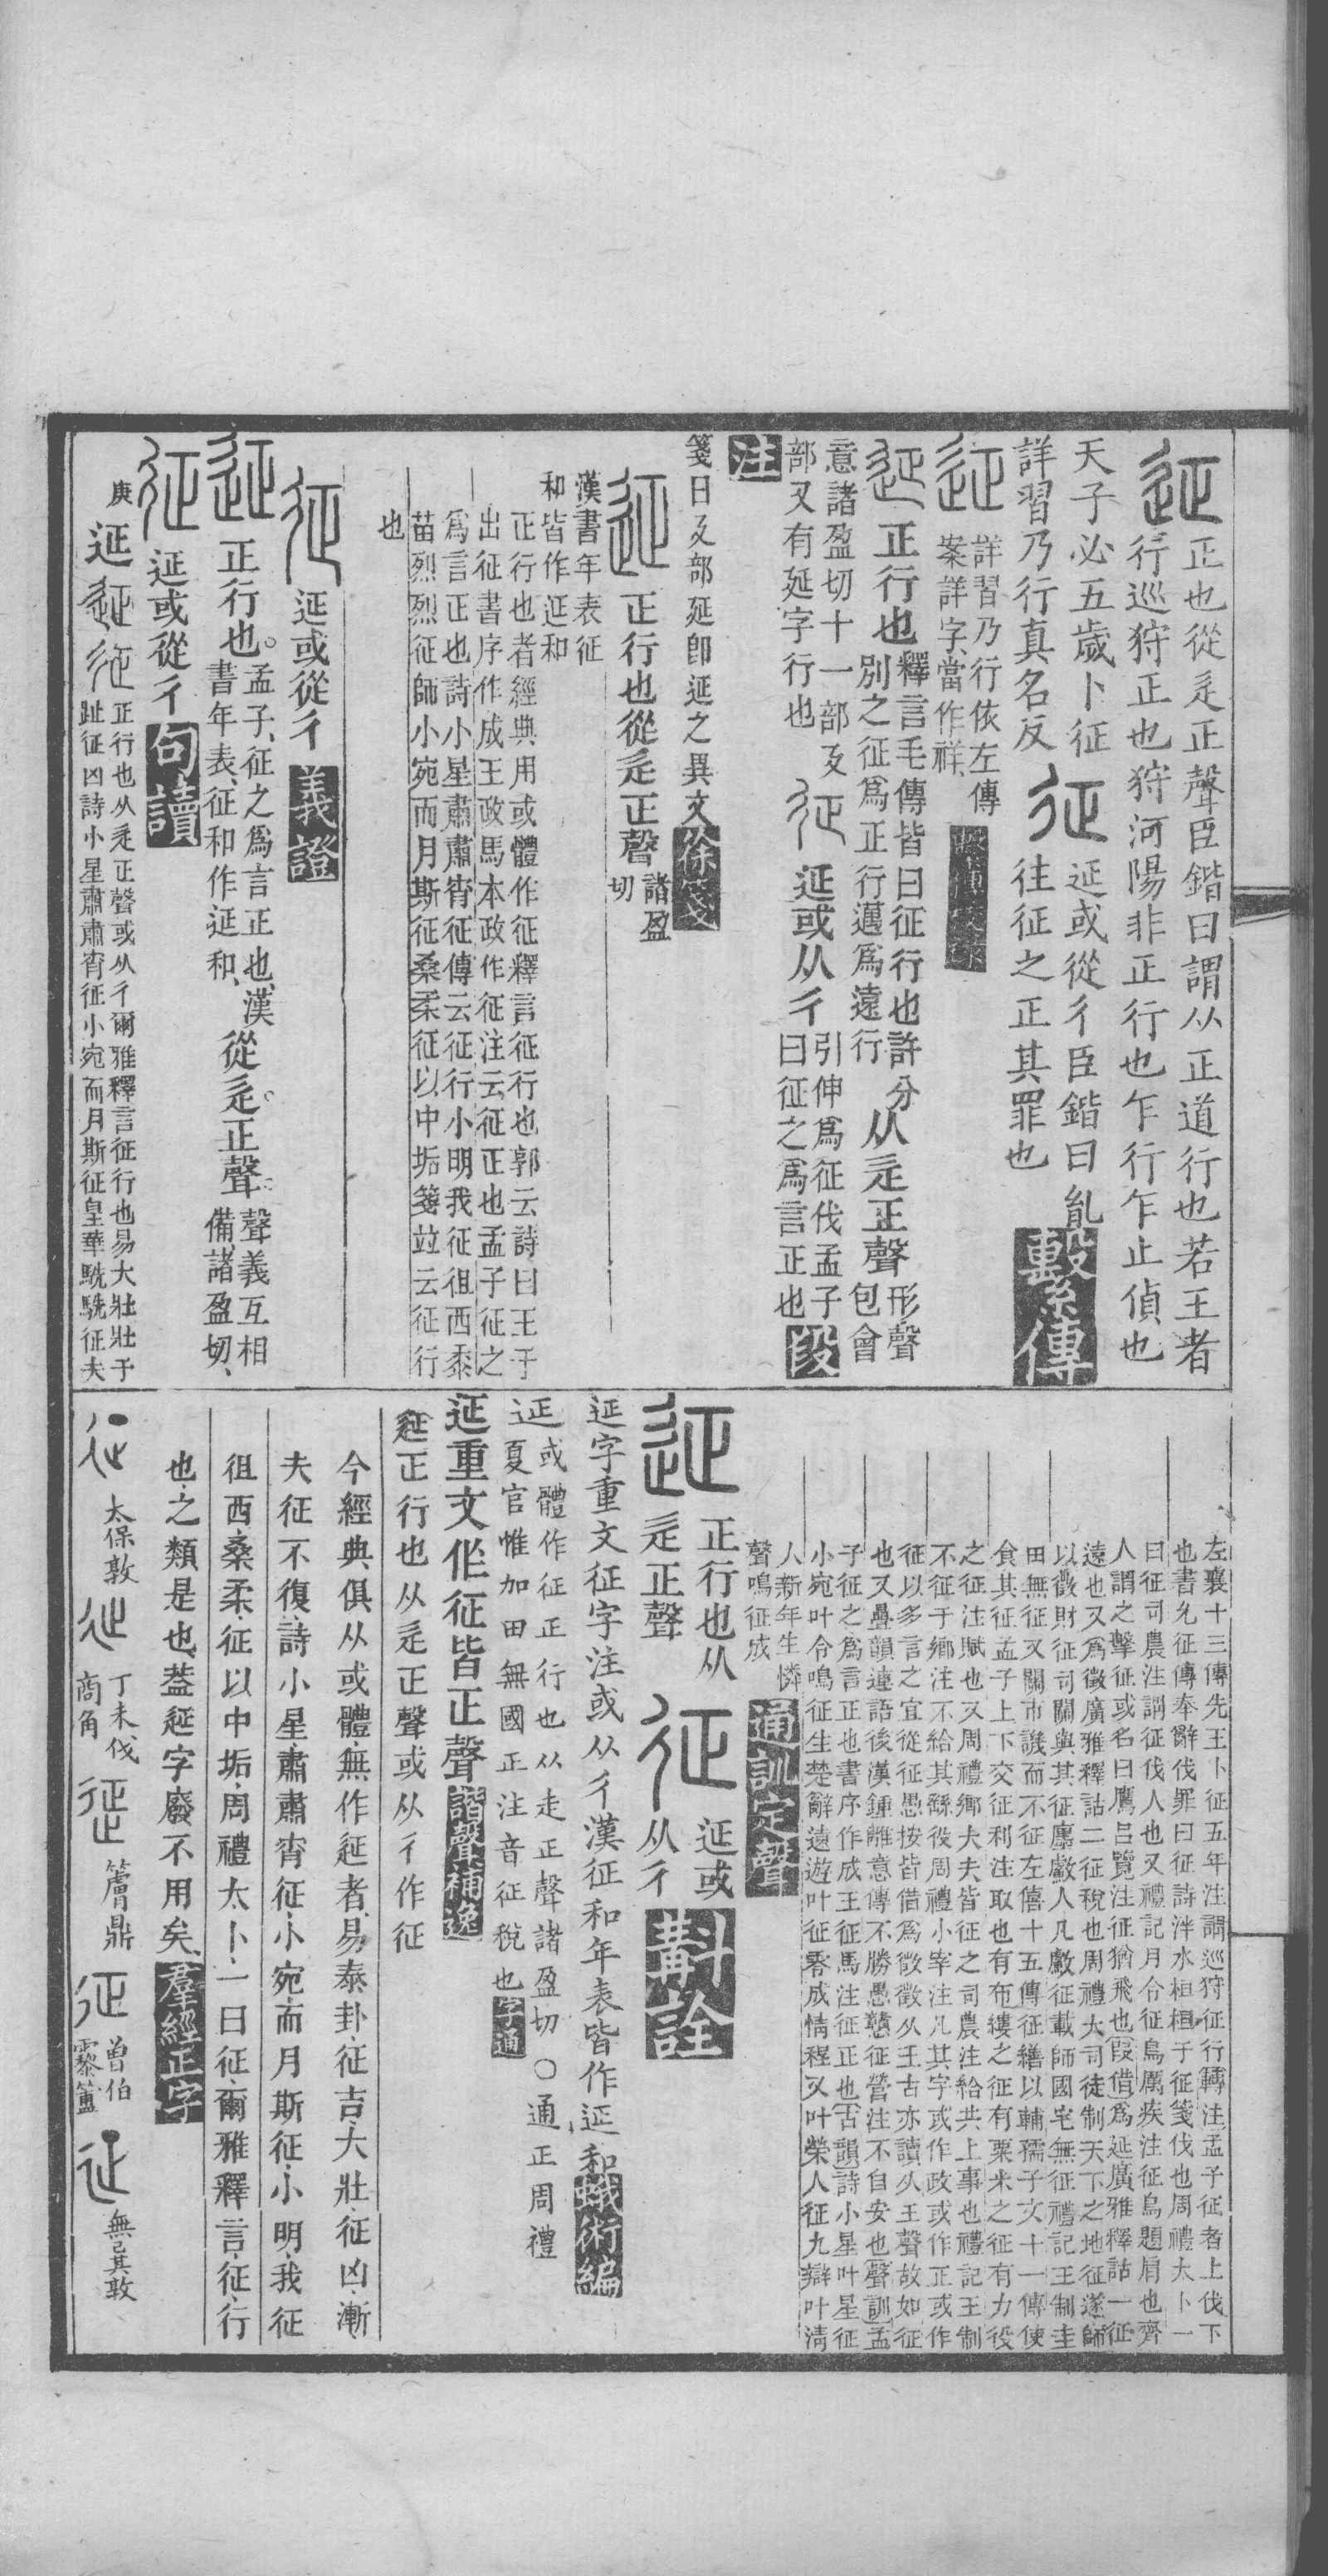 延正也從辵正聲臣鍇曰謂从正道行也若王者
行巡狩正也狩河陽非正行也乍行乍止偵也
天子必五歲卜征
征延或從彳臣鍇曰亂
詳習乃行真名反
往征之正其罪也繫傳
延詳習乃行依左傳
案詳字當作祥
延正行也釋言毛傳皆曰征行也許分
別之征爲正行邁爲遠行
从辵正聲形聲
包會
意諸盈切十一部又
部又有延字行也
征延或从彳引伸爲征伐孟子
曰征之爲言正也段
注
箋曰廴部延卽延之異文徐箋
延正行也從辵正聲諸盈
切
漢書年表征
和皆作延和
正行也者經典用或體作征釋言征行也郭云詩曰王于
出征書序作成王政馬本政作征注云征正也孟子征之
爲言正也詩小星肅肅宵征傳云征行小明我征徂西黍
苗烈烈征師小宛而月斯征桑柔征以中垢箋竝云征行
也
征延或從彳義證
延正行也。孟子、征之爲言正也、漢
書年表、征和作延和、
從辵。正聲聲義互相
備、諸盈切、
征延或從彳句讀
庚
延延征正行也从辵正聲或从彳爾雅釋言征行也易大壯壯于
趾征凶詩小星肅肅宵征小宛而月斯征皇華駪駪征夫
左襄十三傳先王卜征五年注謂巡狩征行轉注孟子征者上伐下
也書允征傳奉辭伐罪曰征詩泮水桓桓于征箋伐也周禮大卜一
曰征司農注謂征伐人也又禮記月令征鳥厲疾注征鳥題肩也齊
人謂之擊征或名曰鷹呂覽注征猶飛也叚借爲延廣雅釋詁一征
遠也又爲徵廣雅釋詁二征稅也周禮大司徒制天下之地征遂師
以徵財征司關與其征廛歔人凡歔征載師國宅無征禮記王制圭
田無征又關市譏而不征左僖十五傳征繕以輔孺子文十一傳使
食其征孟子上下交征利注取也有布縷之征有粟米之征有力役
之征注賦也又周禮鄉大夫皆征之司農注給共上事也禮記王制
不征于鄉注不給其繇役周禮小宰注凡其字或作政或作正或作
征以多言之宜從征愚按皆借爲徵徵从王古亦讀久王聲故如征
也又疊韻連語後漢鍾離意傳不勝愚戇征營注不自安也聲訓孟
子征之爲言正也書序作成王征馬注征正也古韻詩小星叶星征
小宛叶令鳴征生楚辭遠遊叶征零成情程又叶榮人征九辯叶淸
人新年生憐
聲鳴征成
通訓定聲
延正行也从
辵正聲
征延或
从彳
斠詮
延字重文征字注或从彳漢征和年表皆作延和蛾術編
延或體作征正行也从辵正聲諸盈切○通正周禮
夏官惟加田無國正注音征稅也字通
延重文作征皆正聲諧聲補逸
延正行也从辵正聲或从彳作征
今經典俱从或體無作延者易泰卦征吉大壯征凶漸
夫征不復詩小星肅肅宵征小宛而月斯征小明我征
徂西桑柔征以中垢周禮太卜一曰征爾雅釋言征行
也之類是也蓋延字廢不用矣羣經正字
太保敦
丁未伐
商角
簷鼎
曾伯
霥簠
無㠱敦